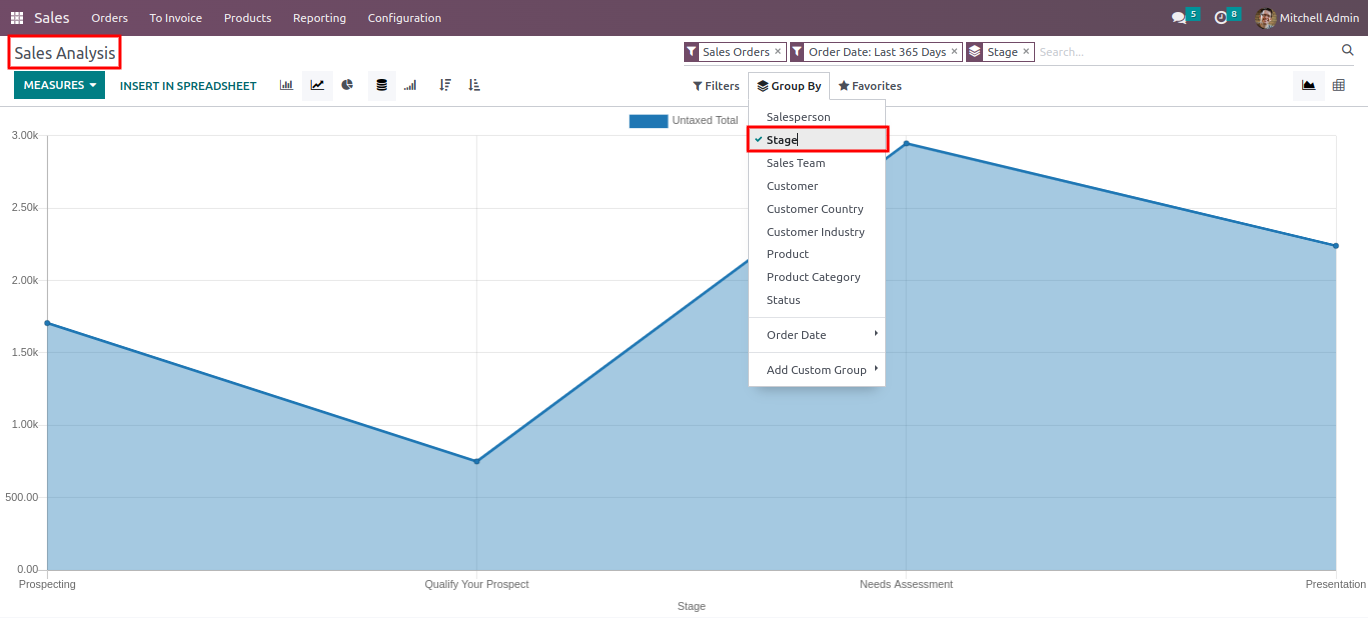 Sales Orders To Invoice Products Reporting Configuration 5 8 Mitchell Admin
Sales Analysis Sales Orders × Order Date: Last 365 Days × Stage × Search...
MEASURES INSERT IN SPREADSHEET Filters Group By Favorites
Untaxed Total
Salesperson
Stage
Sales Team
Customer
Customer Country
Customer Industry
Product
Product Category
Status
Order Date
Add Custom Group
3.00k
2.50k
2.00k
1.50k
1.00k
500.00
0.00
Prospecting Qualify Your Prospect Needs Assessment Presentation
Stage